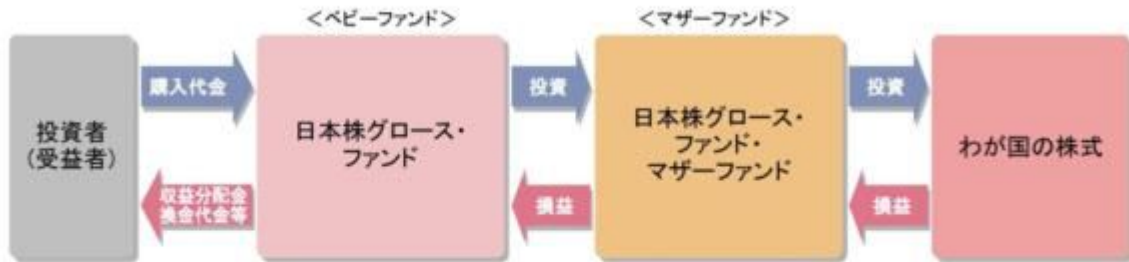 ＜ベビーファンド＞
＜マザーファンド＞
投資者
(受益者)
購入代金
収益分配金
換金代金等
日本株グロース・
ファンド
投資
損益
日本株グロース・
ファンド・
マザーファンド
投資
損益
わが国の株式